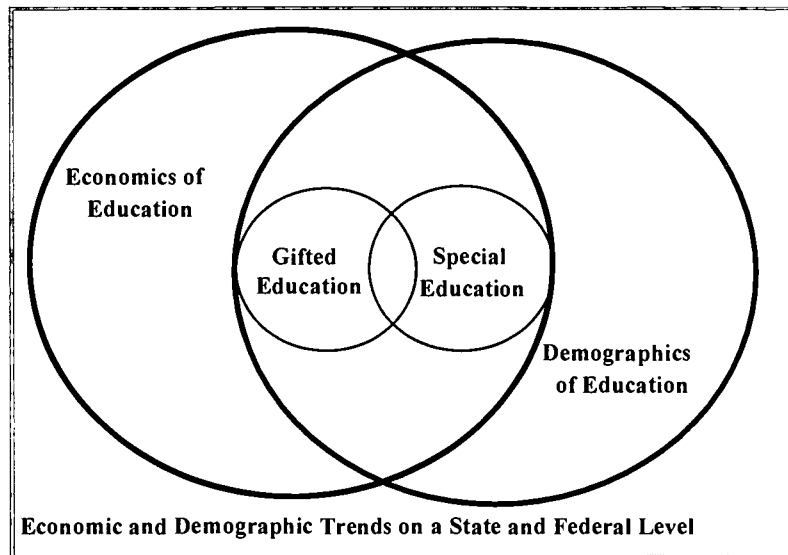 Economics of
Education
Gifted
Education
Special
Education
Demographics
of Education
Economic and Demographic Trends on a State and Federal Level